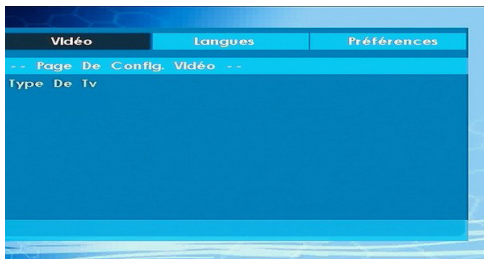 Vidéo Langues Préférences
-- Page De Config. Vidéo --
Type De Tv